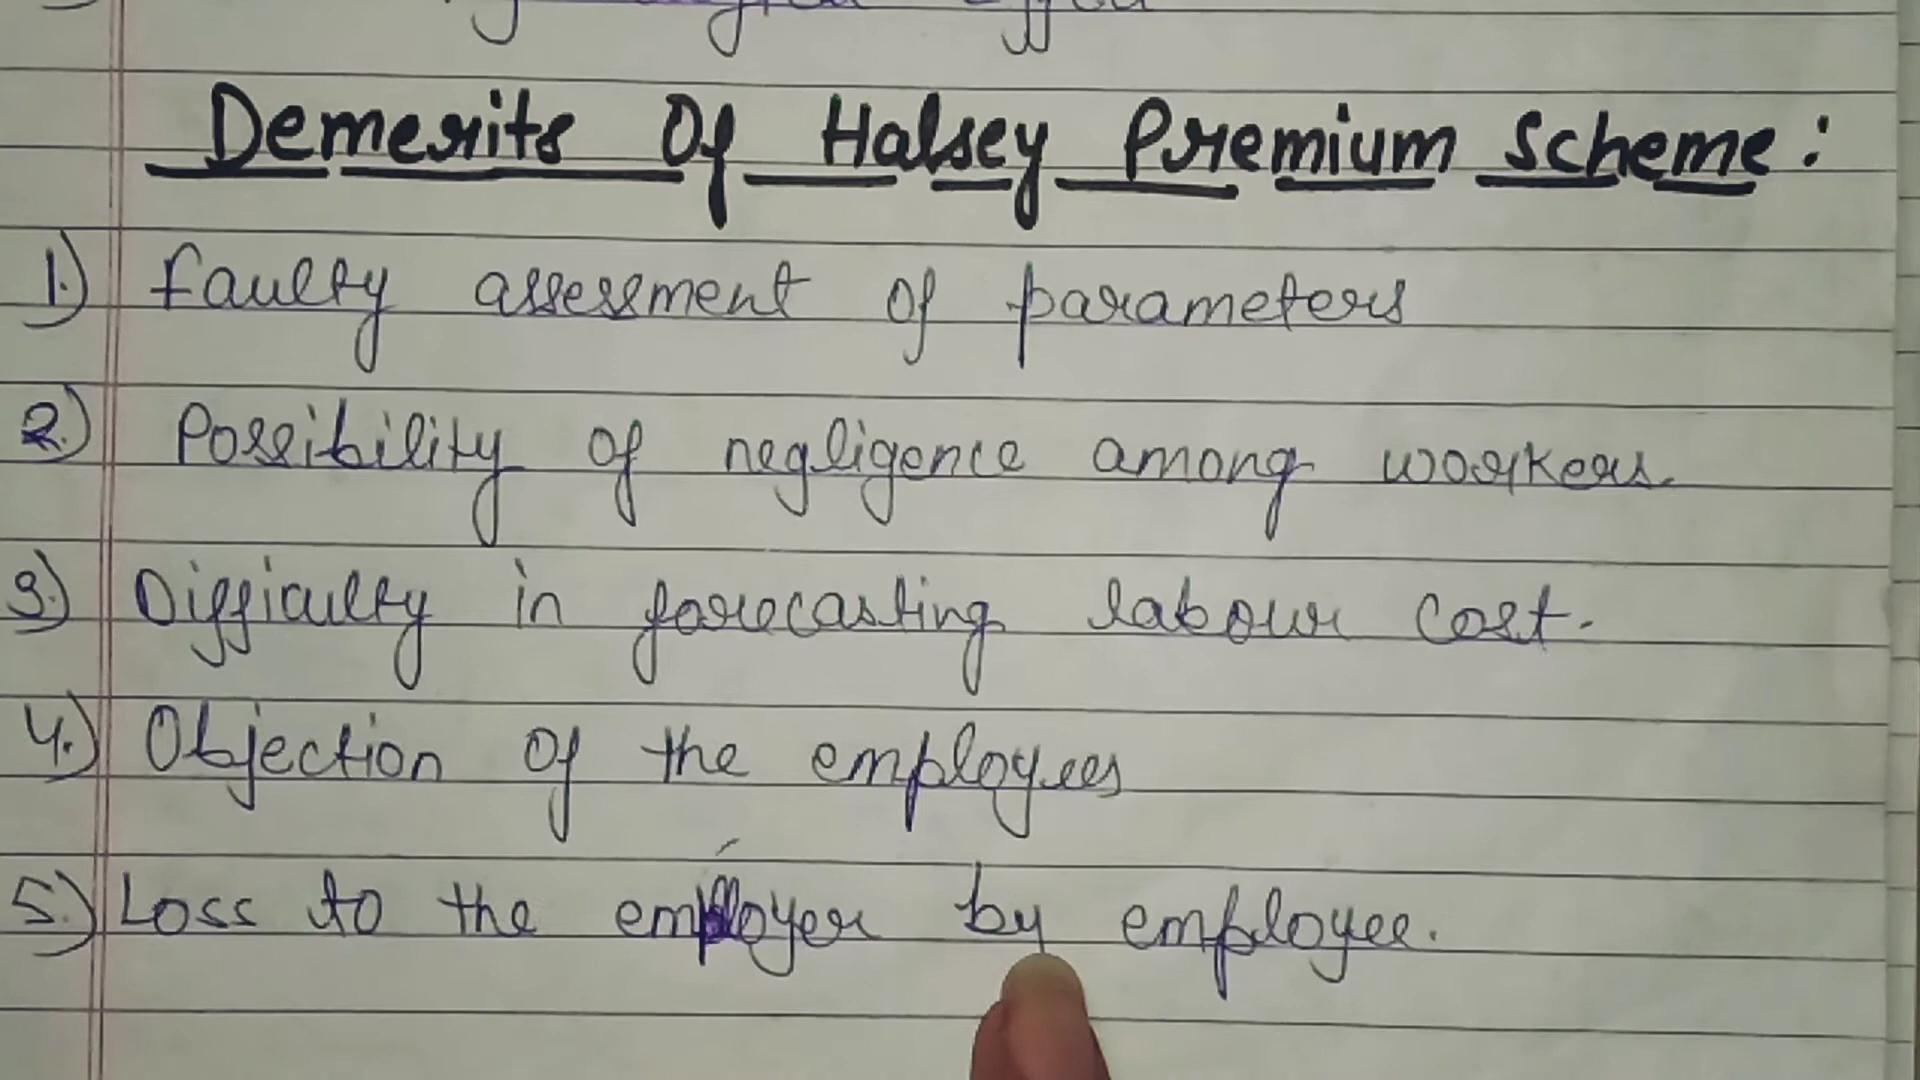 Demerits Of Halsey Premium Scheme:
1.) Faulty assessment of parameters
2.) Possibility of negligence among workers.
3.) Difficulty in forecasting labour cost.
4.) Objection of the employees
5.) Loss to the employer by employee.